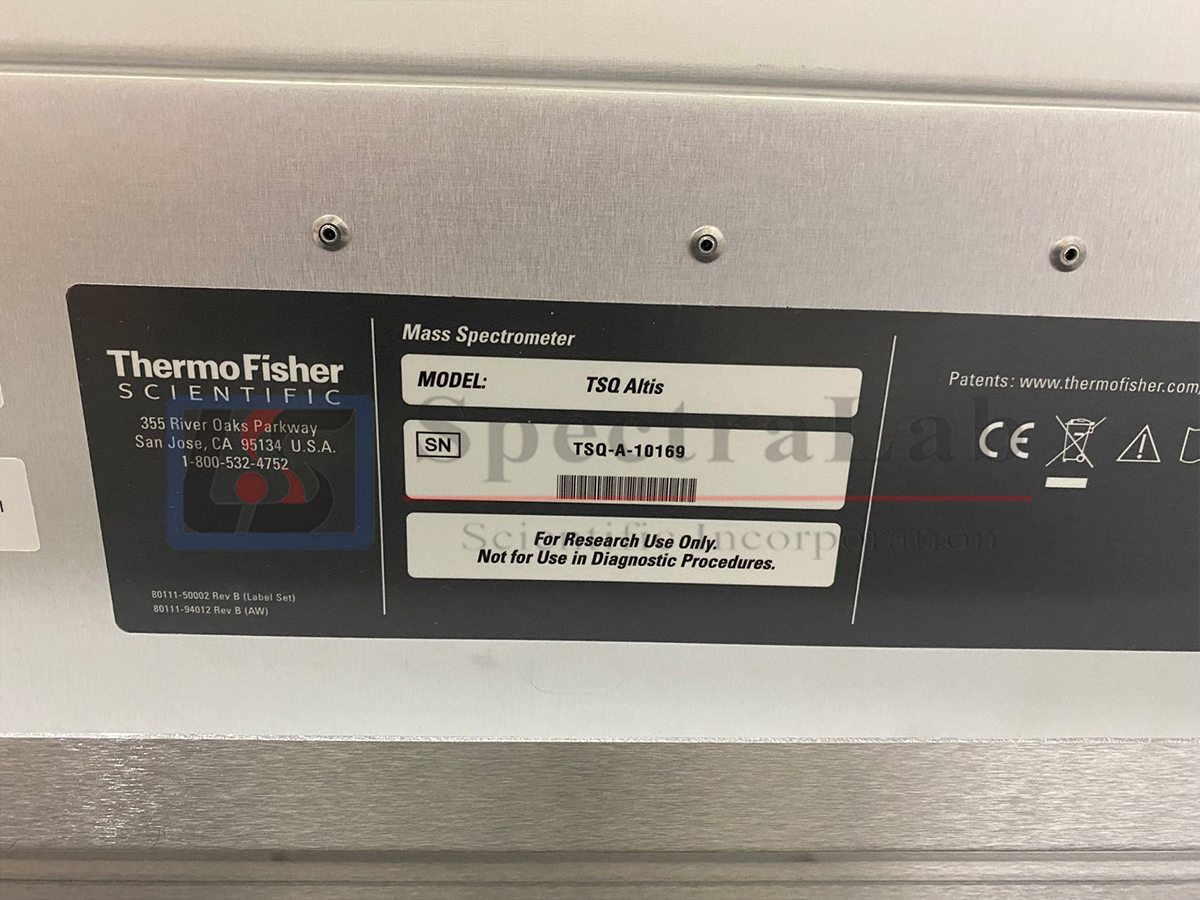 ThermoFisher
SCIENTIFIC
355 River Oaks Parkway
San Jose, CA 95134 U.S.A.
1-800-532-4752
80111-50002 Rev B (Label Set)
80111-94012 Rev B (AW)
Mass Spectrometer
MODEL: TSQ Altis
SN TSQ-A-10169
For Research Use Only.
Not for Use in Diagnostic Procedures.
Patents: www.thermofisher.com/
CE
SpectraLab
Scientific Incorporation